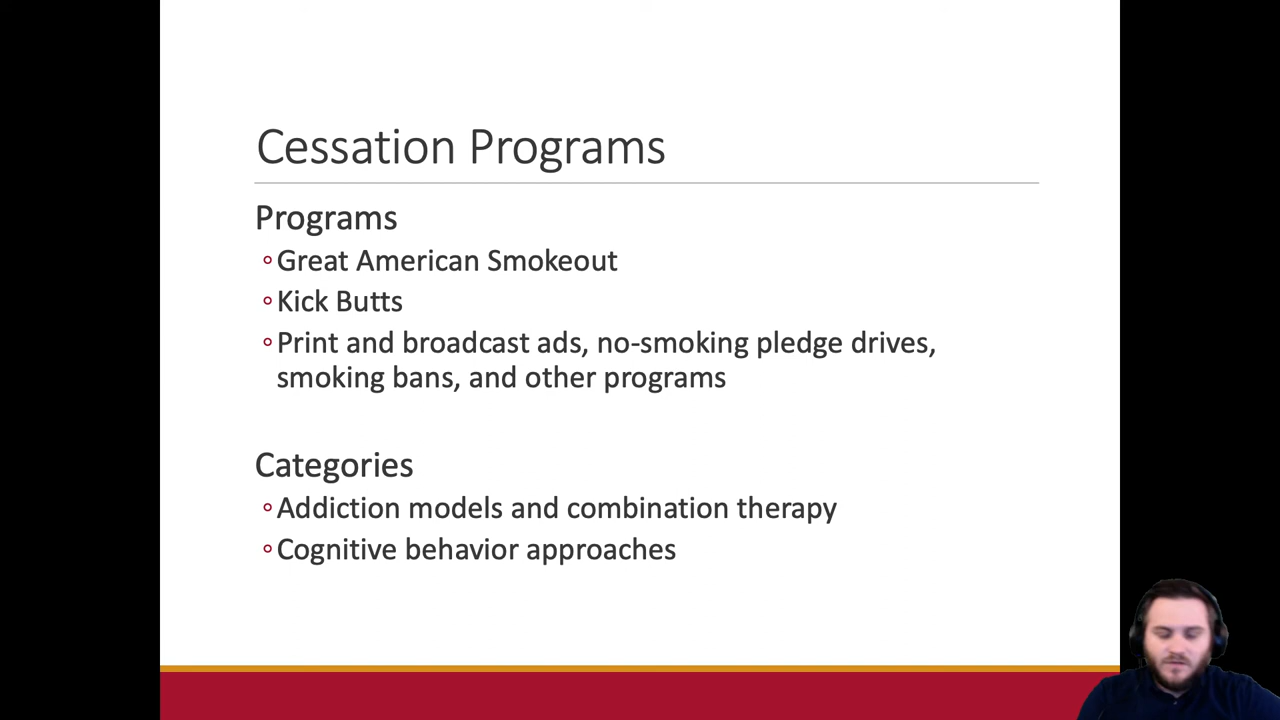 Cessation Programs
Programs
Great American Smokeout
Kick Butts
Print and broadcast ads, no-smoking pledge drives,
smoking bans, and other programs
Categories
Addiction models and combination therapy
Cognitive behavior approaches